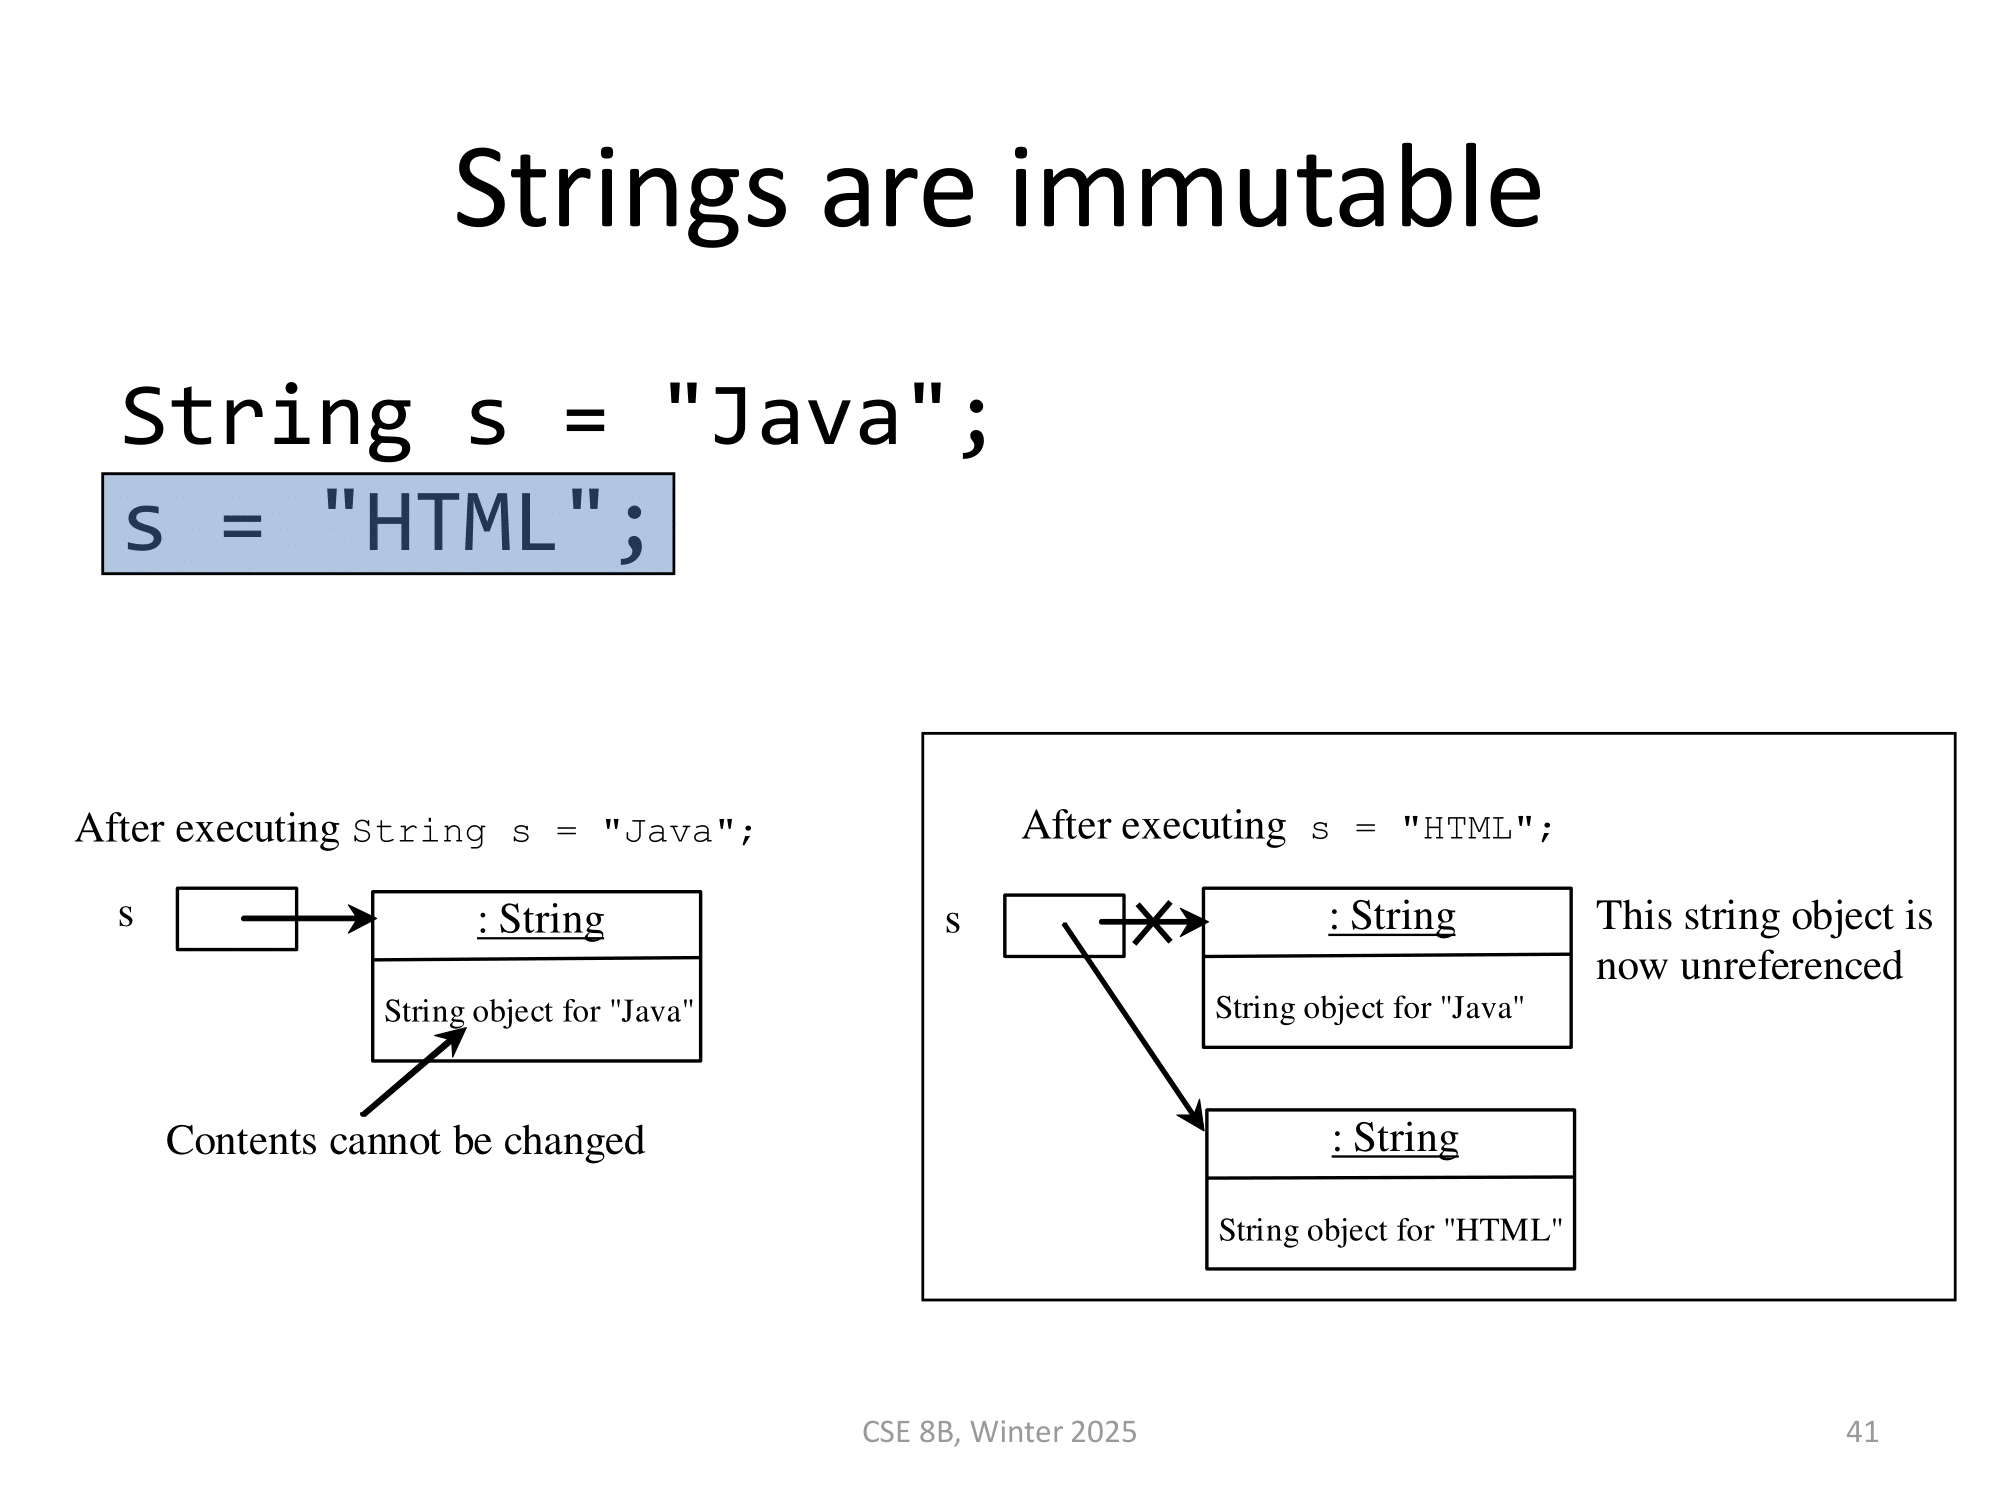 Strings are immutable
String s = "Java";
s = "HTML";
After executing String s = "Java";
s
: String
String object for "Java"
Contents cannot be changed
After executing s = "HTML";
s
: String
String object for "Java"
This string object is
now unreferenced
: String
String object for "HTML"
CSE 8B, Winter 2025
41